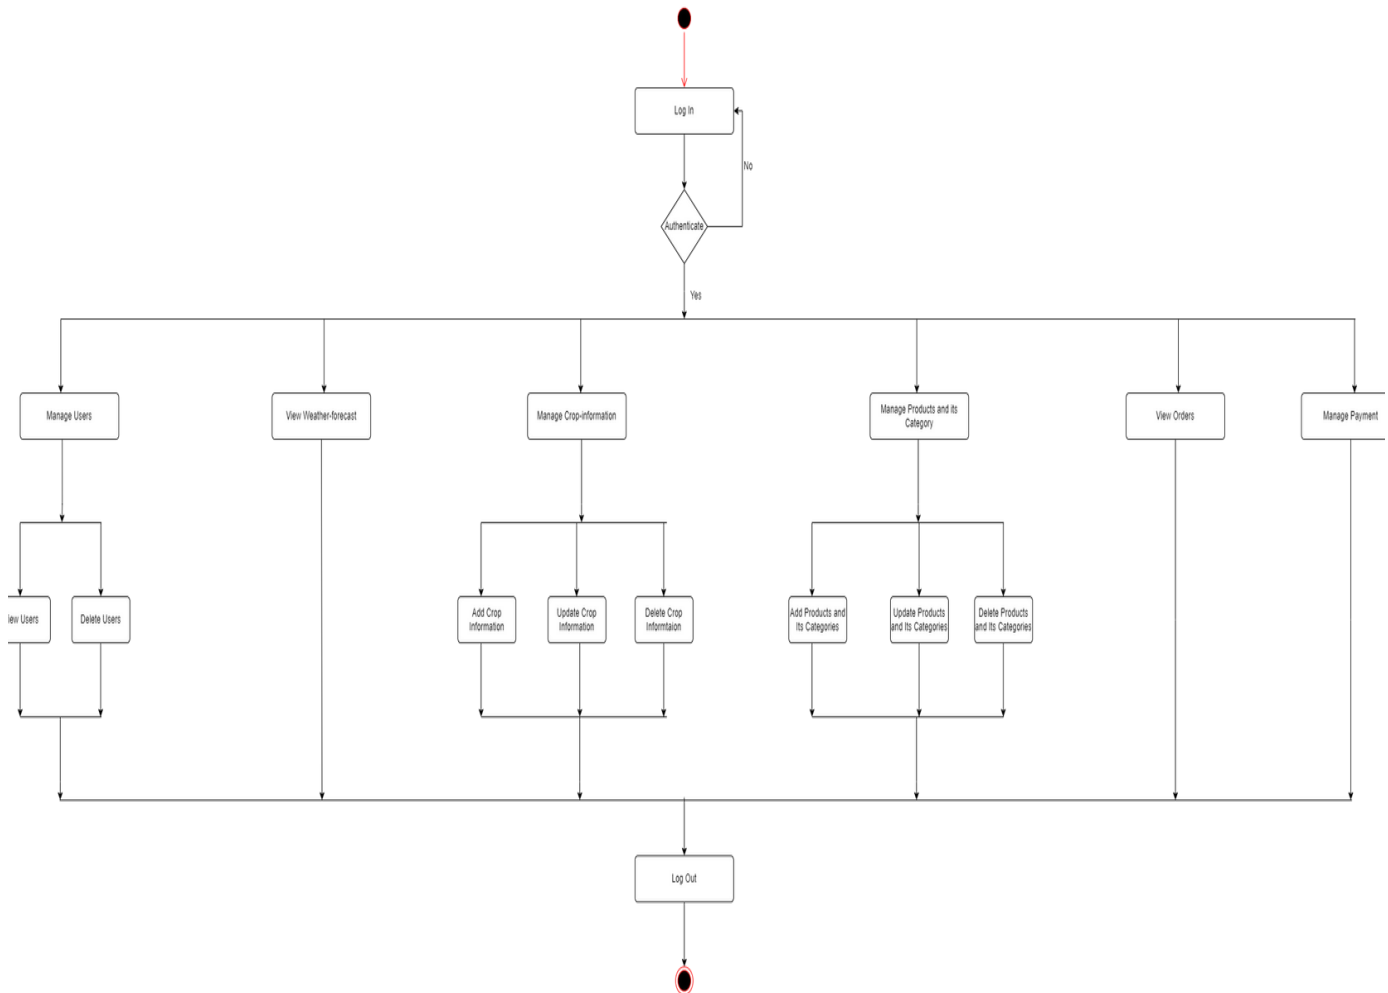 Log In
No
Authenticate
Yes
Manage Users
View Weather-forecast
Manage Crop-information
Manage Products and its
Category
View Orders
Manage Payment
iew Users
Delete Users
Add Crop
Information
Update Crop
Information
Delete Crop
Informtaion
Add Products and
Its Categories
Update Products
and Its Categories
Delete Products
and its Categories
Log Out